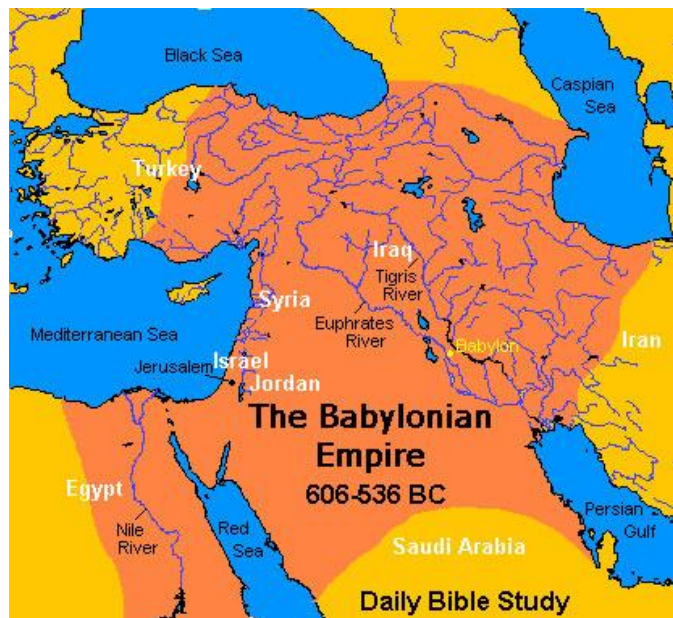 Black Sea
Caspian
Sea
Turkey
Iraq
Tigris
River
Syria
Euphrates
River
Mediterranean Sea
Iran
Babylon
Israel
Jerusalem
Jordan
The Babylonian
Empire
606-536 BC
Egypt
Nile
River
Red
Sea
Persian
Gulf
Saudi Arabia
Daily Bible Study